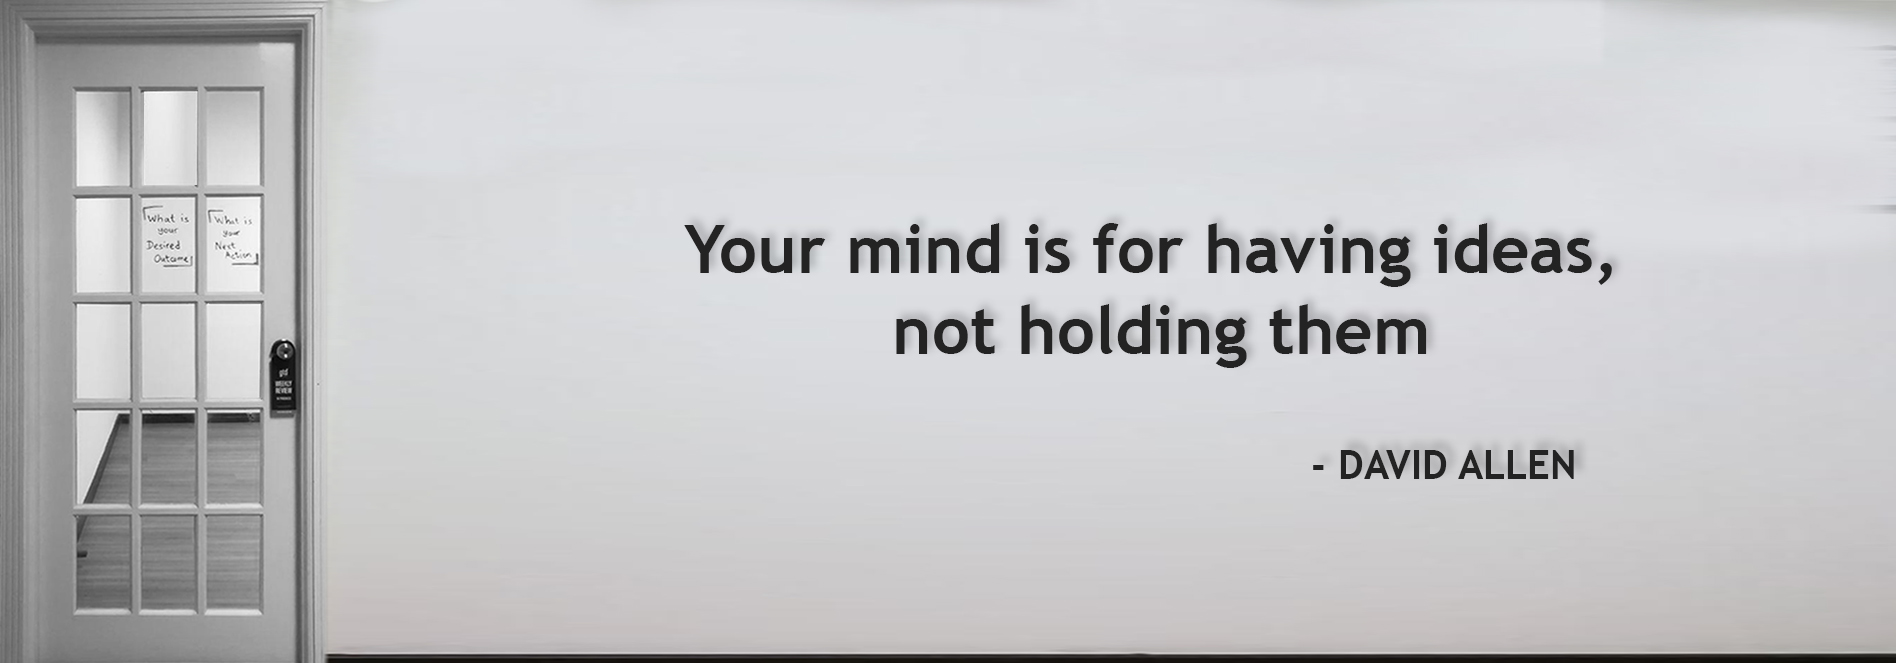 What is
your
Desired
Outcome
What is
your
Next
Action
gtd
WEEKLY
REVIEW
Your mind is for having ideas,
not holding them
- DAVID ALLEN